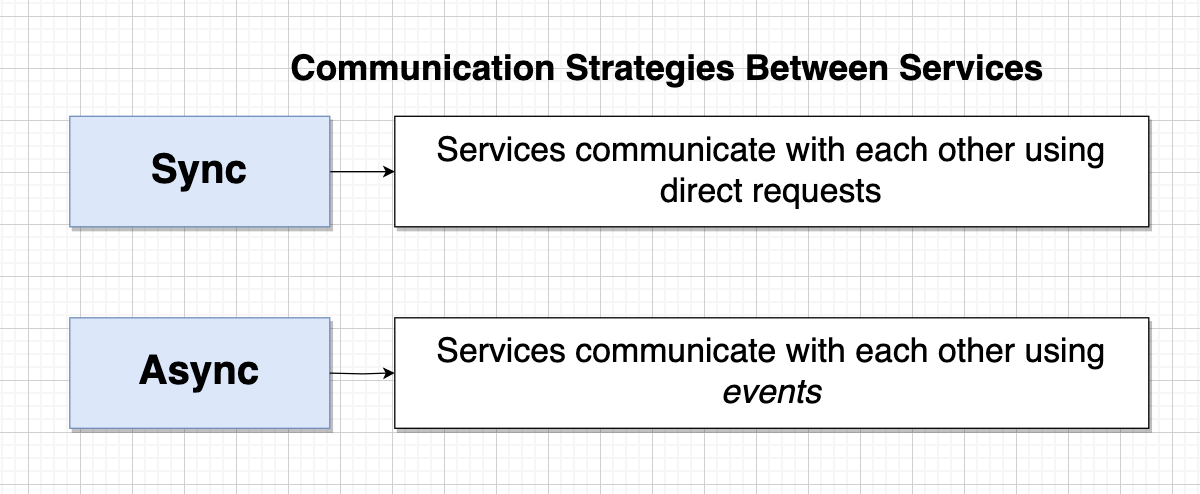 Communication Strategies Between Services
Sync
Services communicate with each other using
direct requests
Async
Services communicate with each other using
events